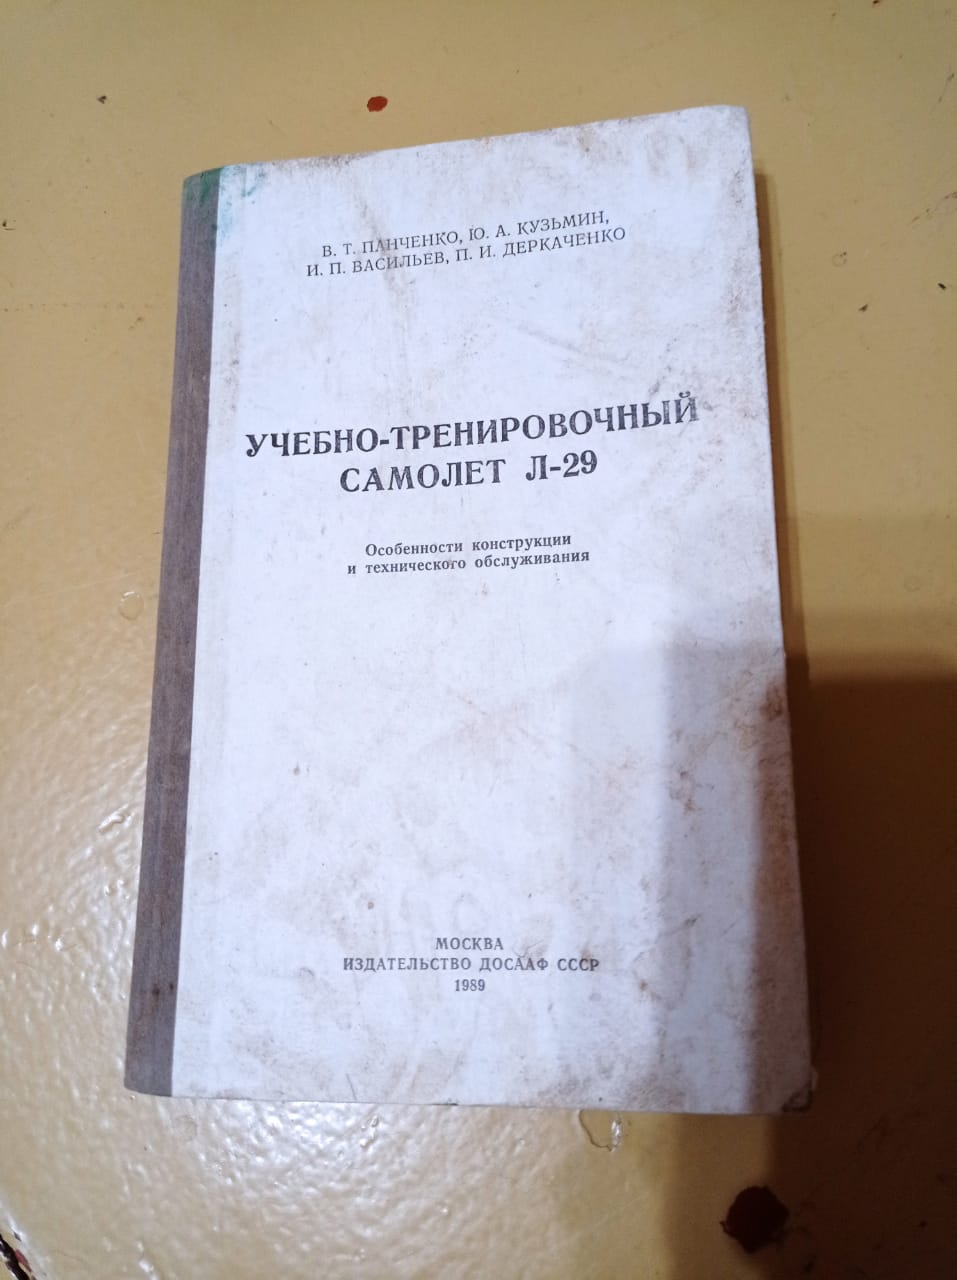 В. Т. ПАНЧЕНКО, Ю. А. КУЗЬМИН,
И. П. ВАСИЛЬЕВ, П. И. ДЕРКАЧЕНКО
УЧЕБНО-ТРЕНИРОВОЧНЫЙ
САМОЛЕТ Л-29
Особенности конструкции
и технического обслуживания
МОСКВА
ИЗДАТЕЛЬСТВО ДОСААФ СССР
1989